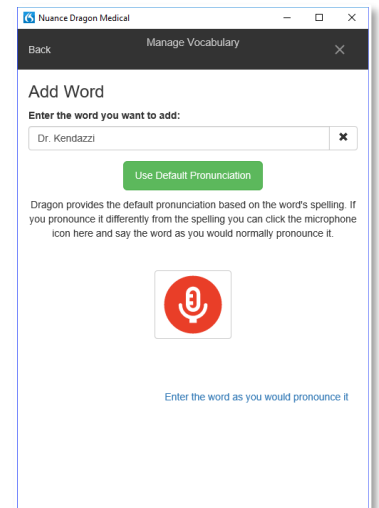 Nuance Dragon Medical
Back
Manage Vocabulary
Add Word
Enter the word you want to add:
Dr. Kendazzi
Use Default Pronunciation
Dragon provides the default pronunciation based on the word's spelling. If
you pronounce it differently from the spelling you can click the microphone
icon here and say the word as you would normally pronounce it.
Enter the word as you would pronounce it